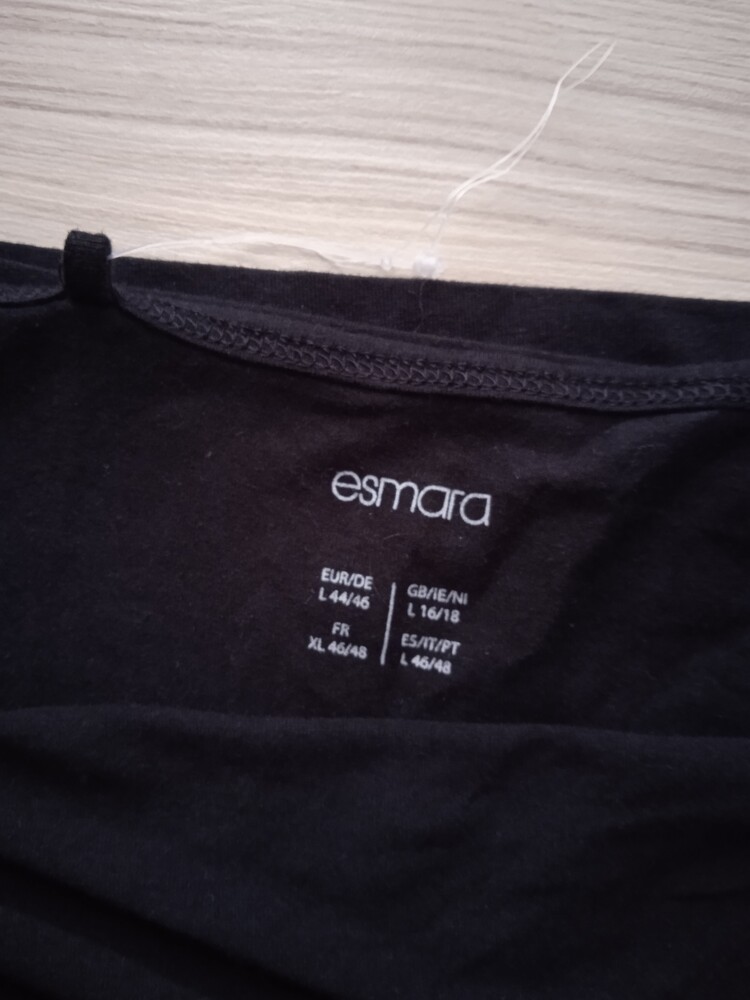 esmara
EUR/DE
L 44/46
FR
XL 46/48
GB/IE/NI
L 16/18
ES/IT/PT
L 46/48